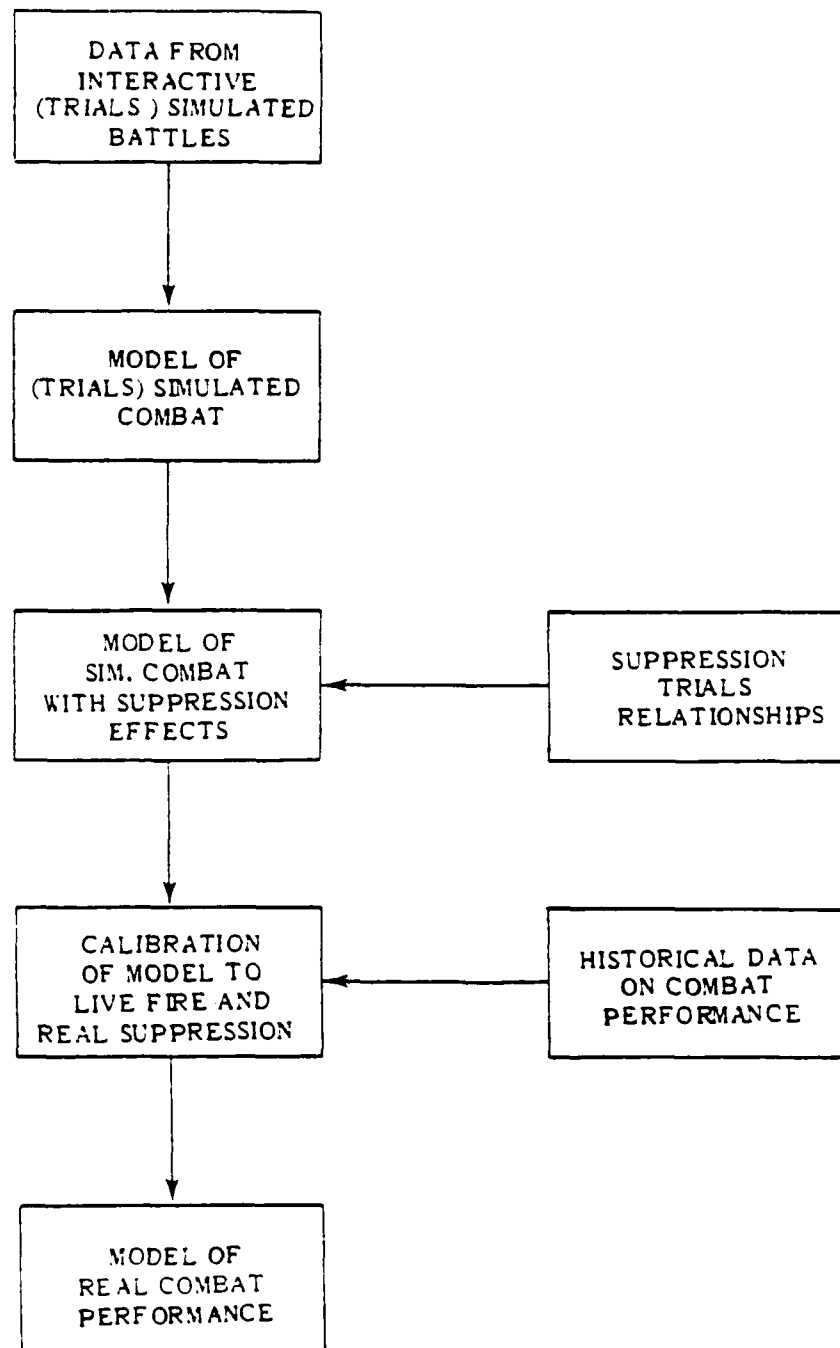 DATA FROM
INTERACTIVE
(TRIALS) SIMULATED
BATTLES
MODEL OF
(TRIALS) SIMULATED
COMBAT
MODEL OF
SIM. COMBAT
WITH SUPPRESSION
EFFECTS
SUPPRESSION
TRIALS
RELATIONSHIPS
CALIBRATION
OF MODEL TO
LIVE FIRE AND
REAL SUPPRESSION
HISTORICAL DATA
ON COMBAT
PERFORMANCE
MODEL OF
REAL COMBAT
PERFORMANCE